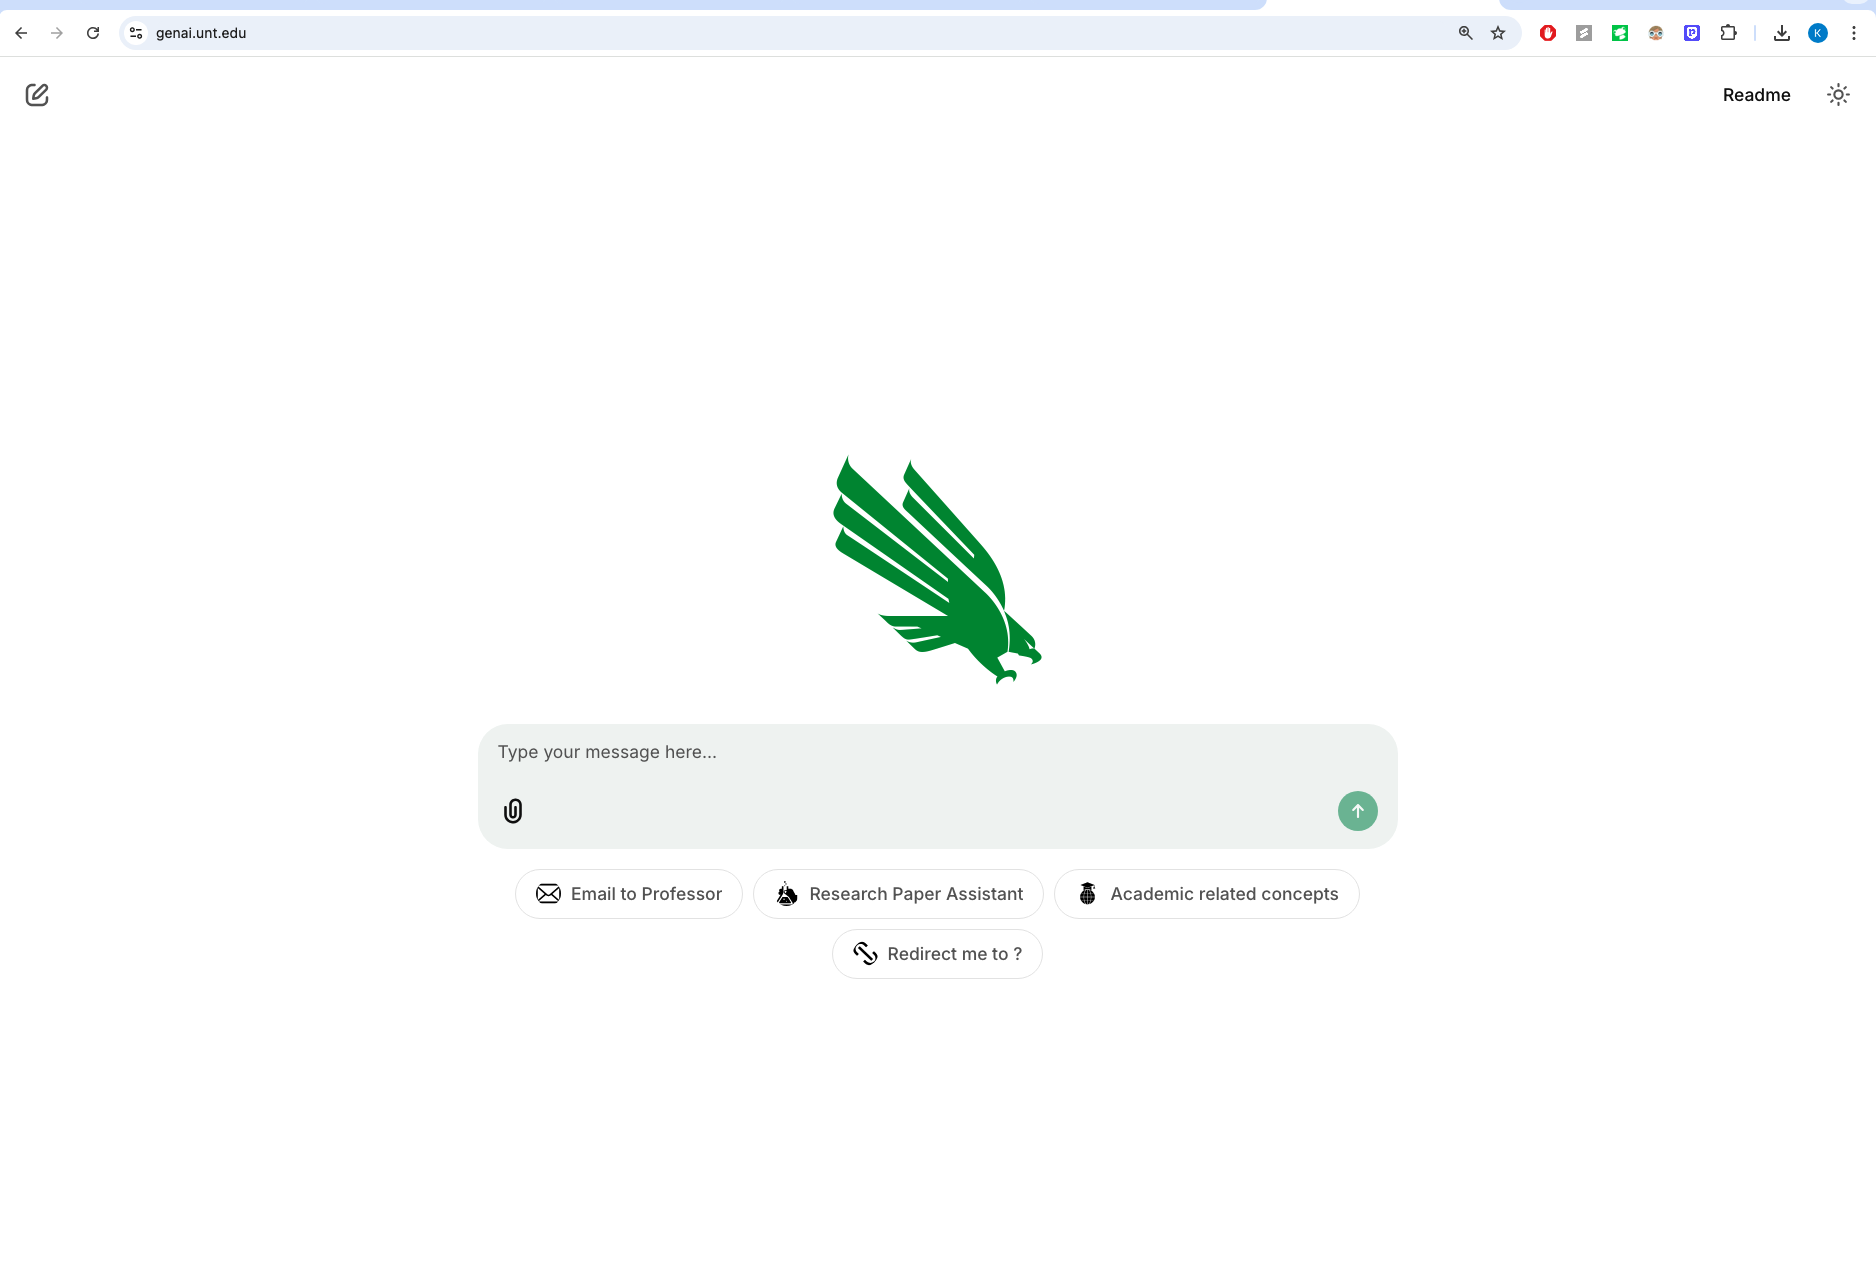 genai.unt.edu
K
Readme
Type your message here...
Email to Professor
Research Paper Assistant
Academic related concepts
Redirect me to ?